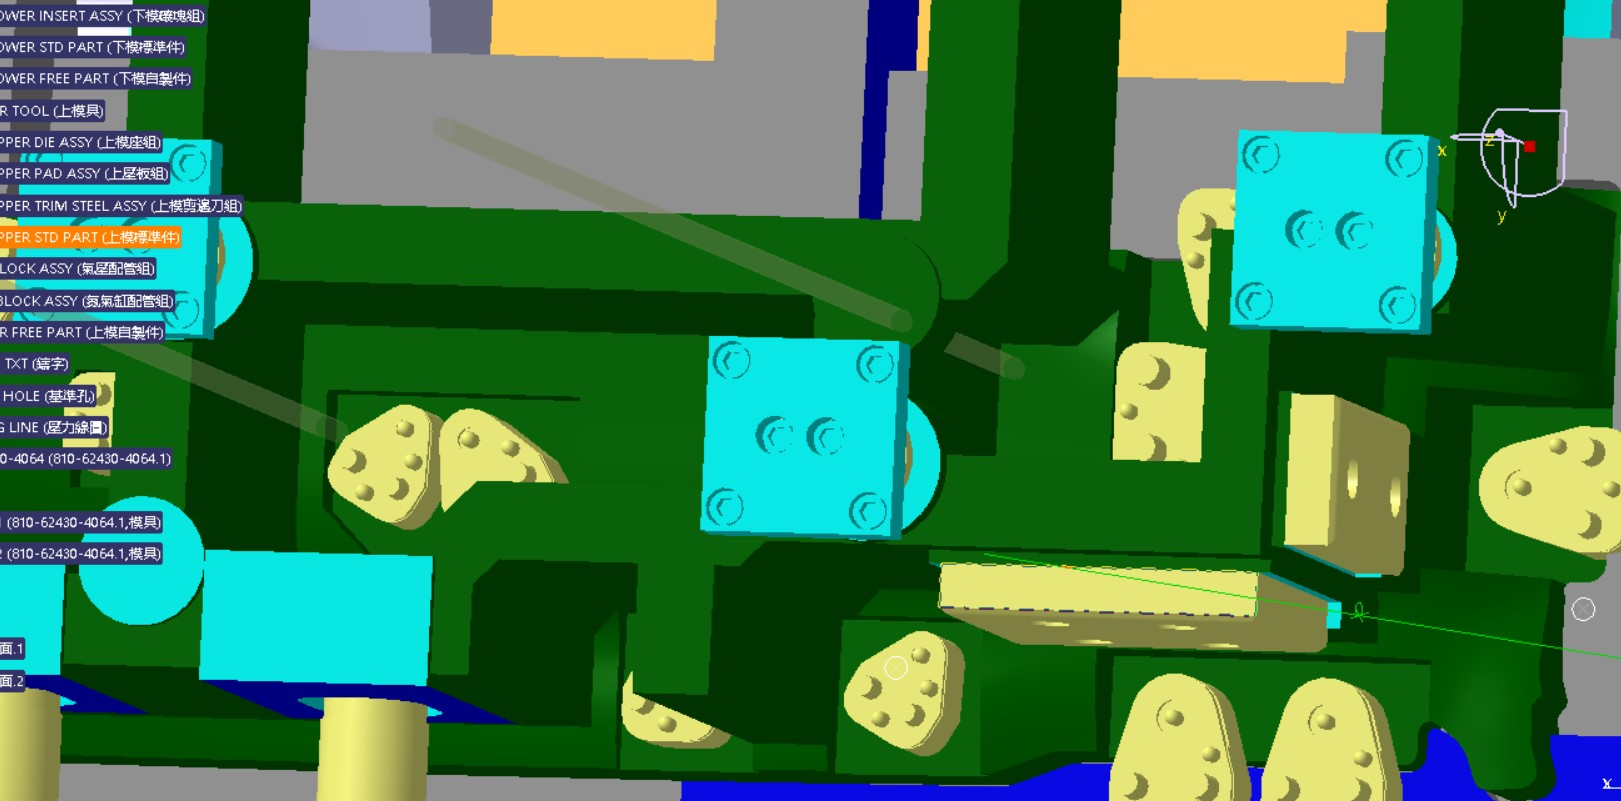 OWER INSERT ASSY (下模鑲塊組)
OWER STD PART (下模標準件)
OWER FREE PART (下模自製件)
R TOOL (上模具)
PPER DIE ASSY (上模座組)
PPER PAD ASSY (上壓板組)
PPER TRIM STEEL ASSY (上模剪邊刀組)
PPER STD PART (上模標準件)
LOCK ASSY (氣壓配管組)
BLOCK ASSY (氮氣缸配管組)
R FREE PART (上模自製件)
TXT (鑄字)
HOLE (基準孔)
G LINE (壓力線圖)
0-4064 (810-62430-4064.1)
(810-62430-4064.1,模具)
2 (810-62430-4064.1,模具)
面.1
面.2
x
z
y
x